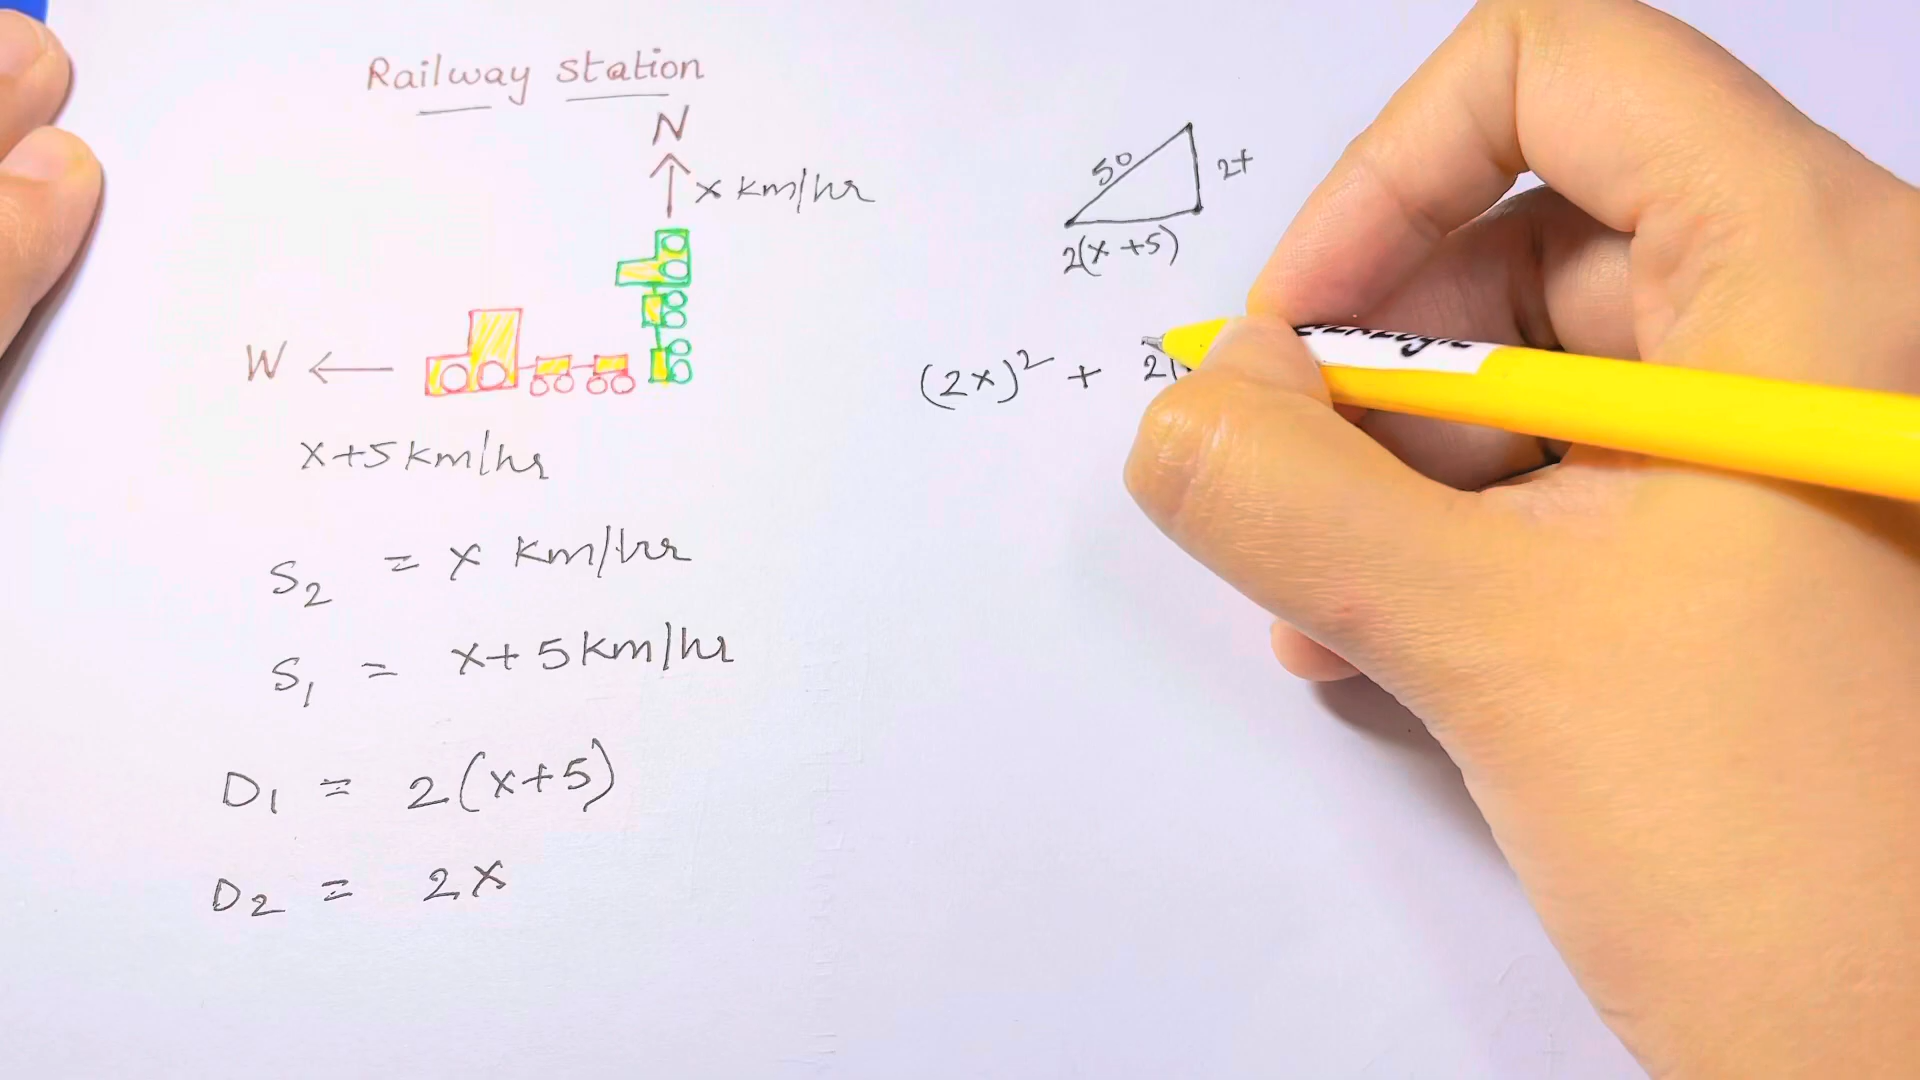 Railway station
N
x km/hr
W
x+5 km/hr
S2 = x km/hr
S1 = x+5 km/hr
D1 = 2(x+5)
D2 = 2x
50
2+
2(x+5)
(2x)² + 2(